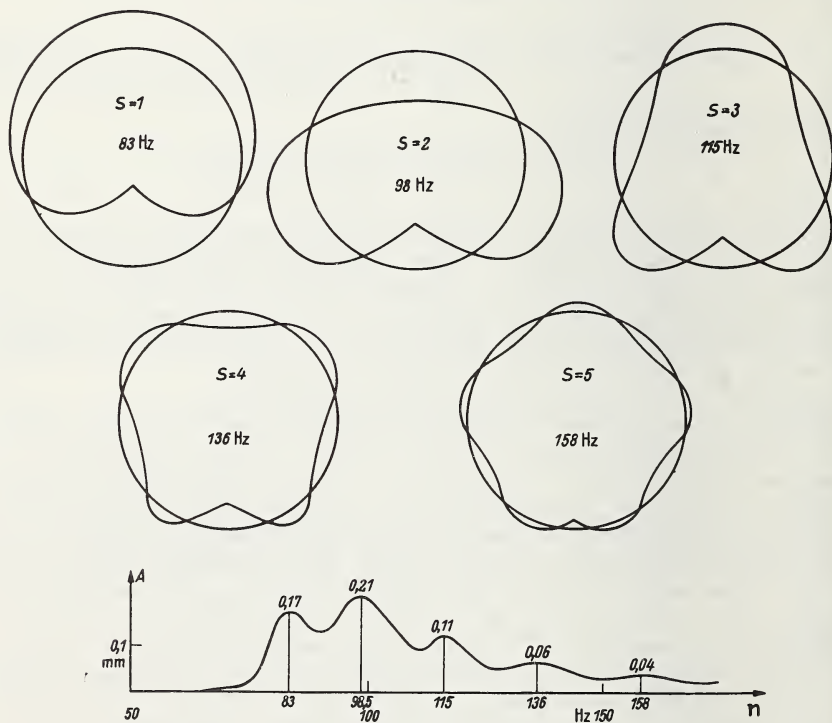 S=1
83 Hz
S=2
98 Hz
S=3
115 Hz
S=4
136 Hz
S=5
158 Hz
A
0,17
0,21
0,11
0,06
0,04
0,1
mm
50
83
98,5
100
115
136
Hz 150
158
n